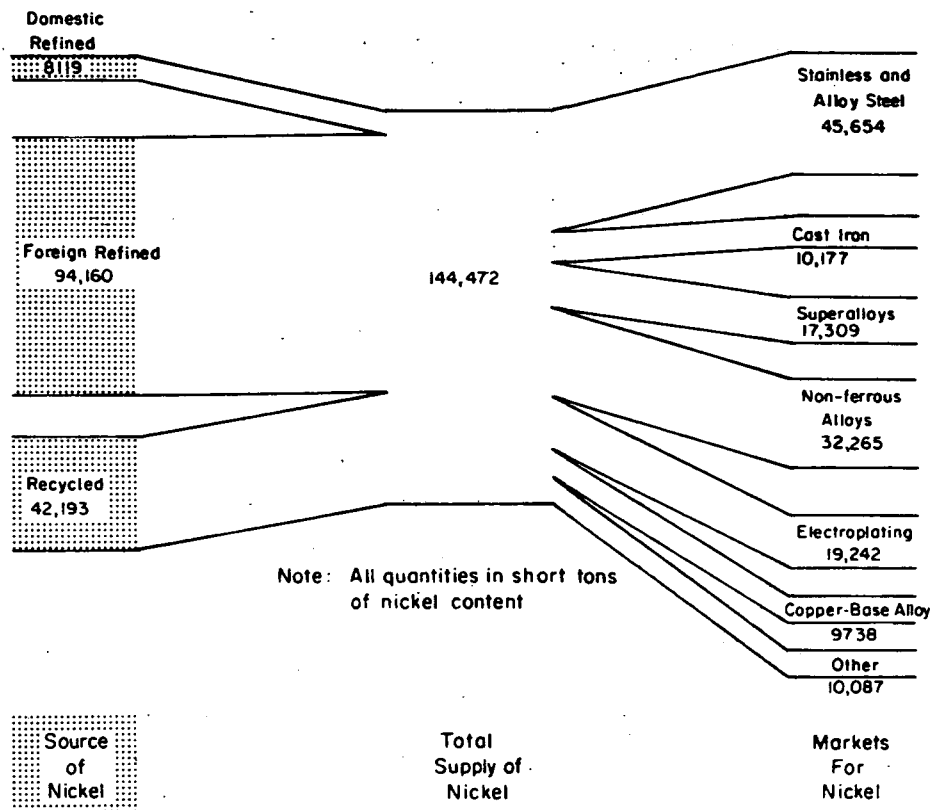 Domestic
Refined
8119
Foreign Refined
94,160
Recycled
42,193
144,472
Stainless and
Alloy Steel
45,654
Cast Iron
10,177
Superalloys
17,309
Non-ferrous
Alloys
32,265
Electroplating
19,242
Copper-Base Alloy
9738
Other
10,087
Note: All quantities in short tons
of nickel content
Source
of
Nickel
Total
Supply of
Nickel
Markets
For
Nickel